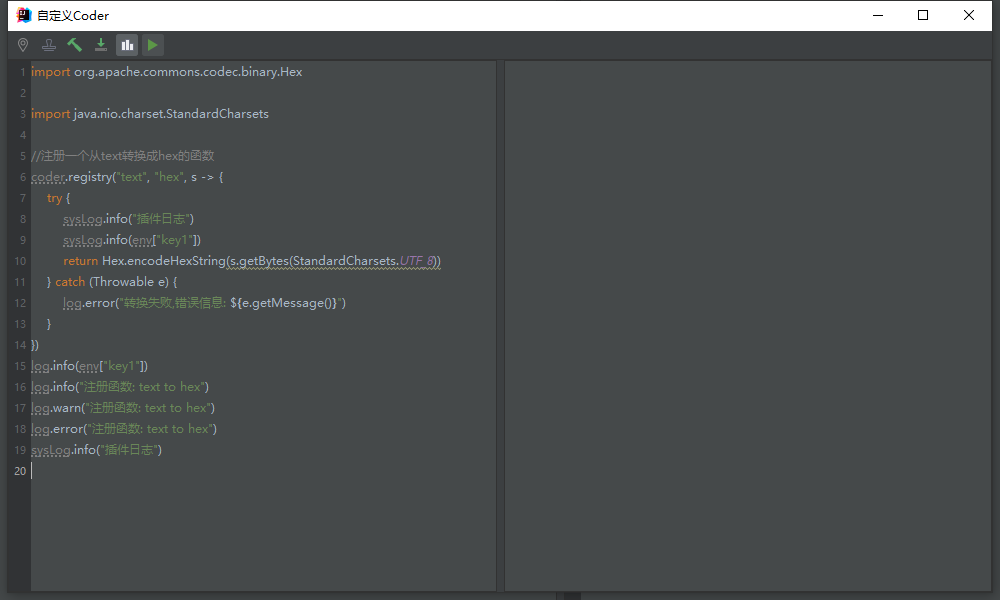 自定义Coder
1 import org.apache.commons.codec.binary.Hex
2
3 import java.nio.charset.StandardCharsets
4
5 //注册一个从text转换成hex的函数
6 coder.registry("text", "hex", s -> {
7 try {
8 sysLog.info("插件日志")
9 sysLog.info(env["key1"])
10 return Hex.encodeHexString(s.getBytes(StandardCharsets.UTF_8))
11 } catch (Throwable e) {
12 log.error("转换失败,错误信息: ${e.getMessage()}")
13 }
14 })
15 log.info(env["key1"])
16 log.info("注册函数: text to hex")
17 log.warn("注册函数: text to hex")
18 log.error("注册函数: text to hex")
19 sysLog.info("插件日志")
20